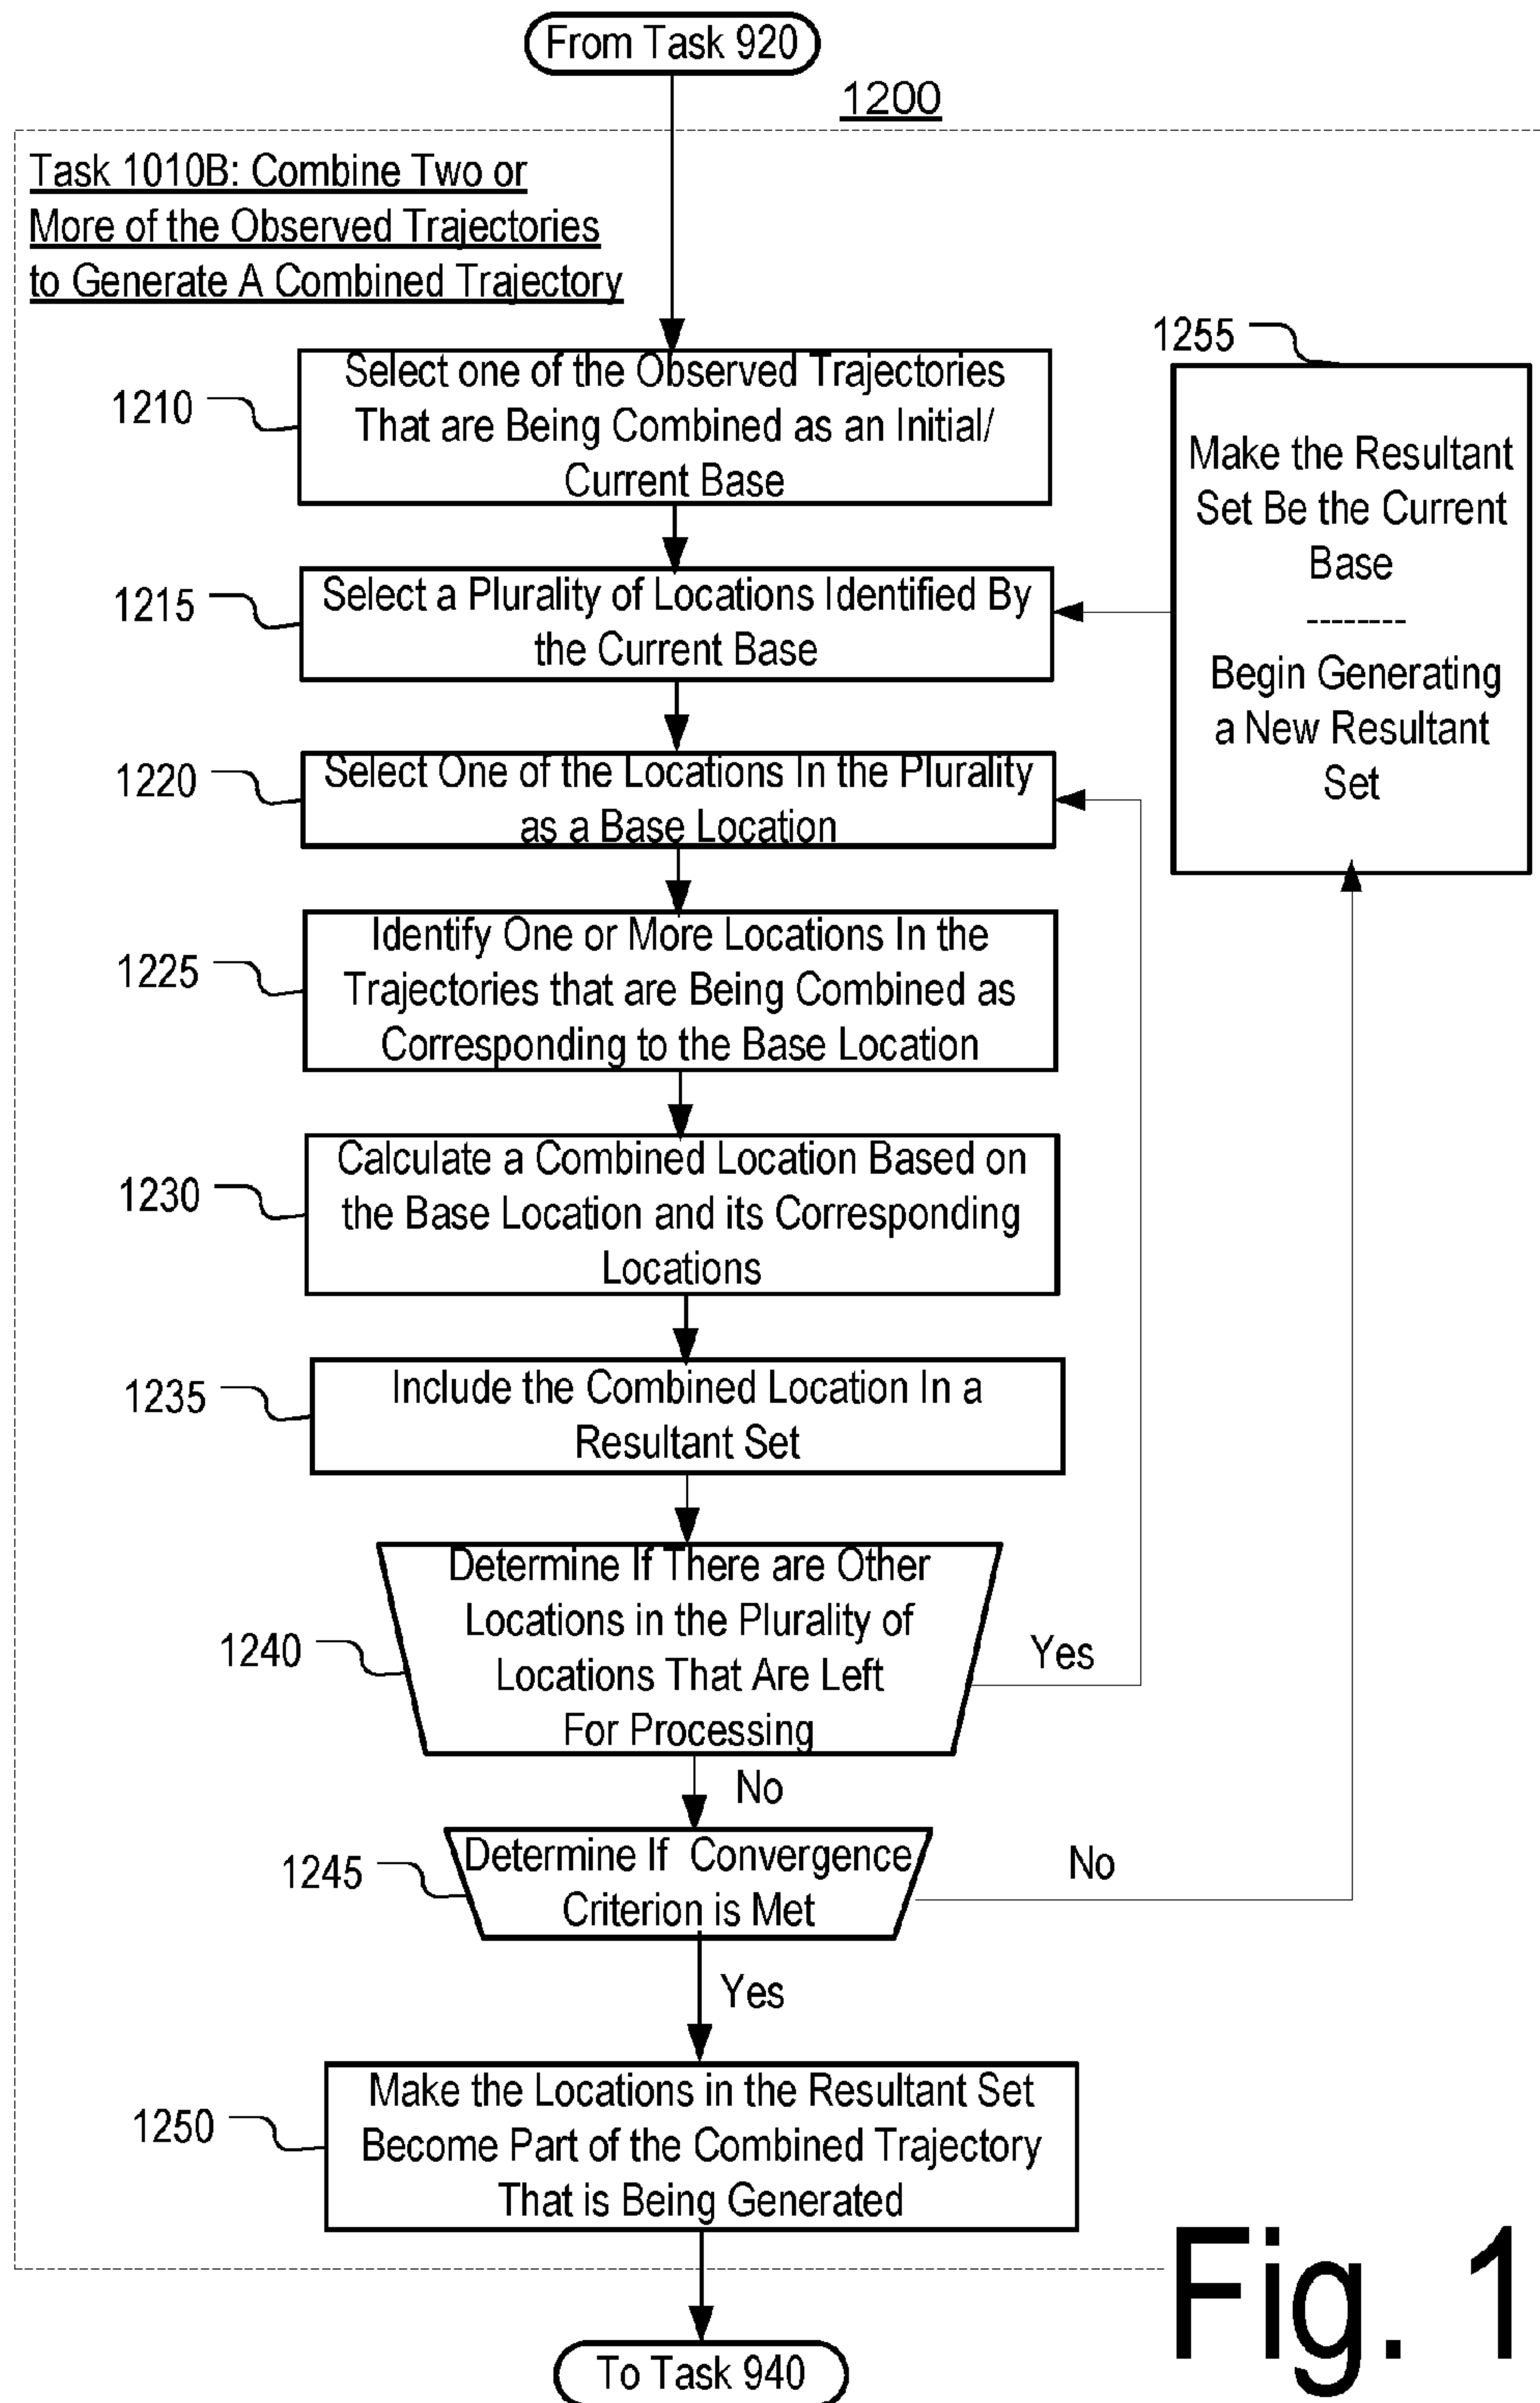 From Task 920
1200
Task 1010B: Combine Two or
More of the Observed Trajectories
to Generate A Combined Trajectory
1210
Select one of the Observed Trajectories
That are Being Combined as an Initial/
Current Base
1255
Make the Resultant
Set Be the Current
Base
--------
Begin Generating
a New Resultant
Set
1215
Select a Plurality of Locations Identified By
the Current Base
1220
Select One of the Locations In the Plurality
as a Base Location
1225
Identify One or More Locations In the
Trajectories that are Being Combined as
Corresponding to the Base Location
1230
Calculate a Combined Location Based on
the Base Location and its Corresponding
Locations
1235
Include the Combined Location In a
Resultant Set
1240
Determine If There are Other
Locations in the Plurality of
Locations That Are Left
For Processing
Yes
No
1245
Determine If Convergence
Criterion is Met
No
Yes
1250
Make the Locations in the Resultant Set
Become Part of the Combined Trajectory
That is Being Generated
To Task 940
Fig. 1